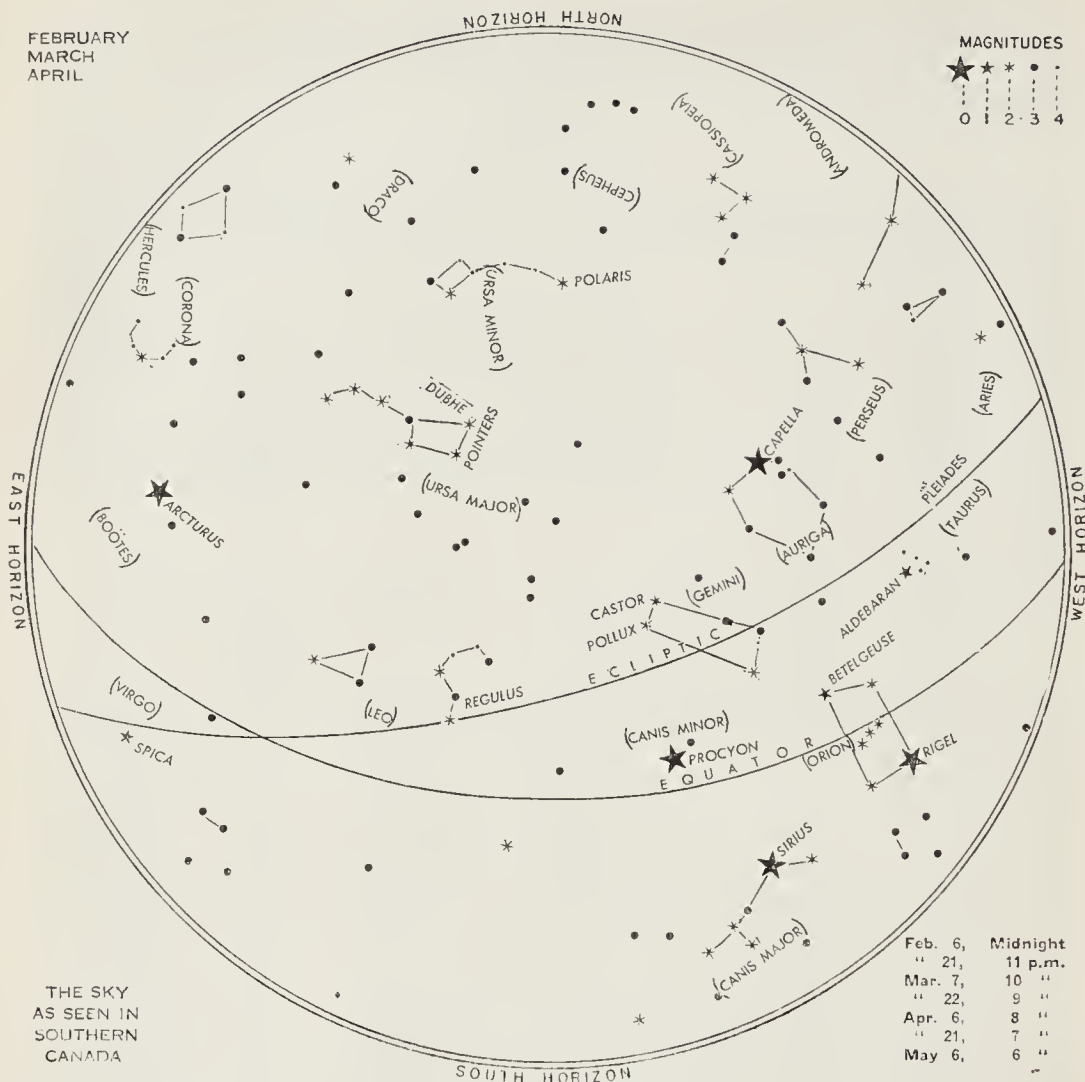 FEBRUARY
MARCH
APRIL
NORTH HORIZON
MAGNITUDES
0 1 2 3 4
(CASSIOPEIA)
(ANDROMEDA)
(DRACO)
(CEPHEUS)
(HERCULES)
(CORONA)
(URSA MINOR)
POLARIS
DUBHE
POINTERS
(PERSEUS)
(ARIES)
CAPELLA
EAST HORIZON
ARCTURUS
(BOÖTES)
(URSA MAJOR)
(AURIGA)
PLEIADES
(TAURUS)
WEST HORIZON
CASTOR
(GEMINI)
POLLUX
ALDEBARAN
ECLIPTIC
BETELGEUSE
(VIRGO)
SPICA
(LEO)
REGULUS
(CANIS MINOR)
PROCYON
EQUATOR
(ORION)
RIGEL
SIRIUS
(CANIS MAJOR)
THE SKY
AS SEEN IN
SOUTHERN
CANADA
SOUTH HORIZON
Feb. 6, Midnight
" 21, 11 p.m.
Mar. 7, 10 "
" 22, 9 "
Apr. 6, 8 "
" 21, 7 "
May 6, 6 "